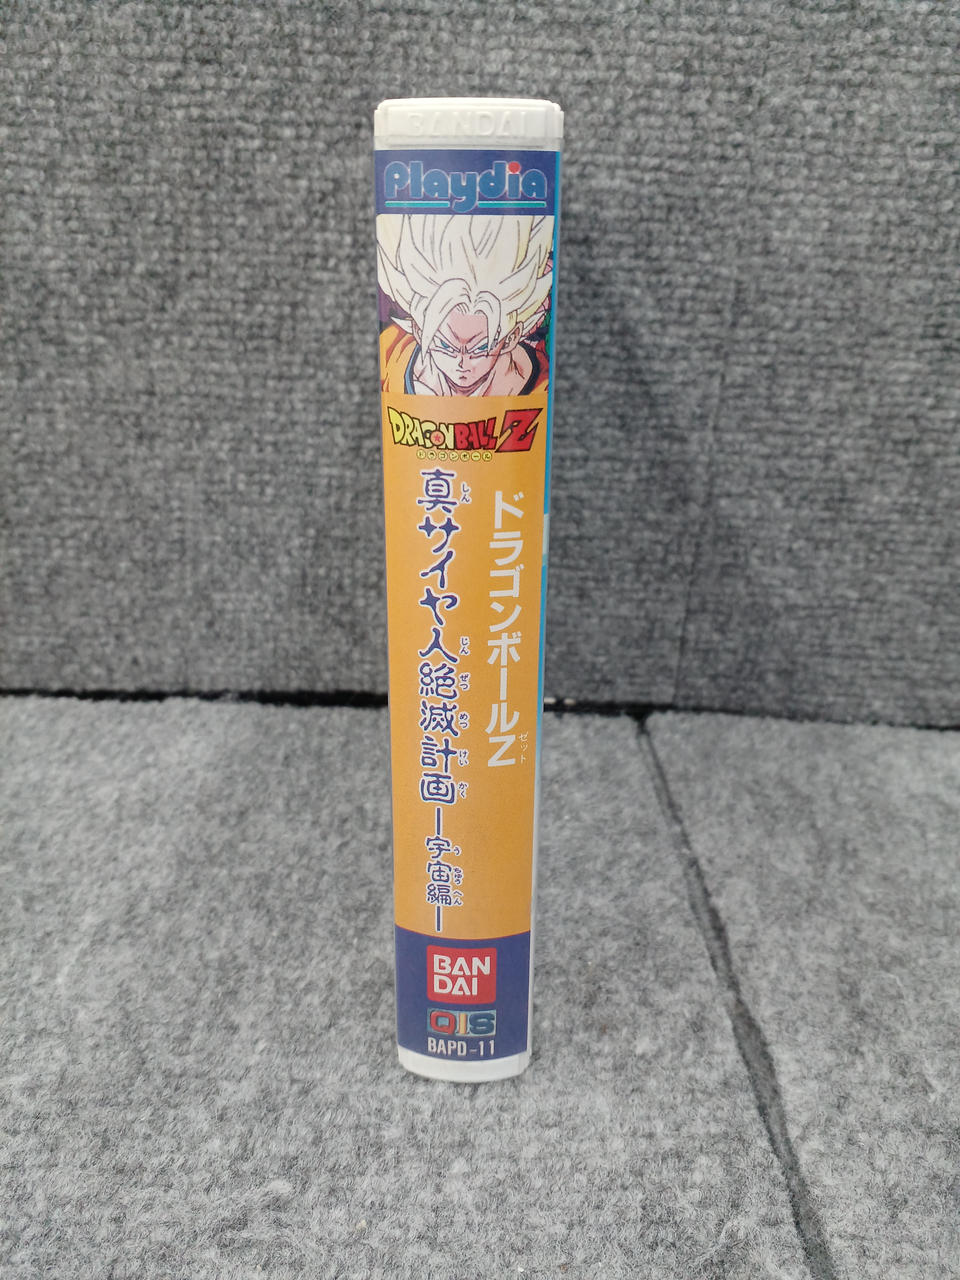 BANDAI
Playdia
DRAGON BALL Z
ドラゴンボール
ドラゴンボールZ
ゼット
真サイヤ人絶滅計画
しん じん ぜつ めつ けい かく
―宇宙編―
う ちゅう へん
BAN
DAI
QIS
BAPD-11